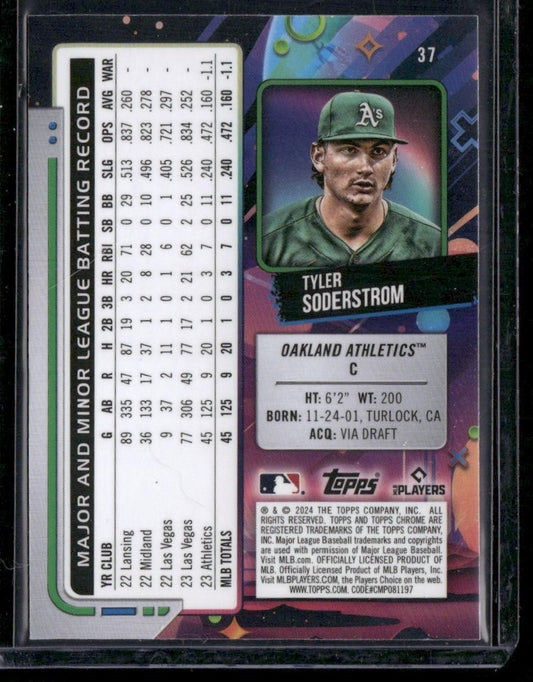 37
A's
TYLER
SODERSTROM
OAKLAND ATHLETICS™
C
HT: 6'2" WT: 200
BORN: 11-24-01, TURLOCK, CA
ACQ: VIA DRAFT
TOPPS
MLB PLAYERS
® & © 2024 THE TOPPS COMPANY, INC. ALL
RIGHTS RESERVED. TOPPS AND TOPPS CHROME ARE
REGISTERED TRADEMARKS OF THE TOPPS COMPANY,
INC. Major League Baseball trademarks and copyrights
are used with permission of Major League Baseball.
Visit MLB.com. OFFICIALLY LICENSED PRODUCT OF
MLB. Officially Licensed Product of MLB Players, Inc.
Visit MLBPLAYERS.com, the Players Choice on the web.
WWW.TOPPS.COM. CODE#CMP081197
MAJOR AND MINOR LEAGUE BATTING RECORD
YR CLUB G AB R H 2B 3B HR RBI SB BB SLG OPS AVG WAR
22 Lansing 89 335 47 87 19 3 20 71 0 29 .513 .837 .260 -
22 Midland 36 133 17 37 1 2 8 28 0 10 .496 .823 .278 -
22 Las Vegas 9 37 2 11 1 0 1 6 0 1 .405 .721 .297 -
23 Las Vegas 77 306 49 77 17 2 21 62 2 25 .526 .834 .252 -
23 Athletics 45 125 9 20 1 0 3 7 0 11 .240 .472 .160 -1.1
MLB TOTALS 45 125 9 20 1 0 3 7 0 11 .240 .472 .160 -1.1